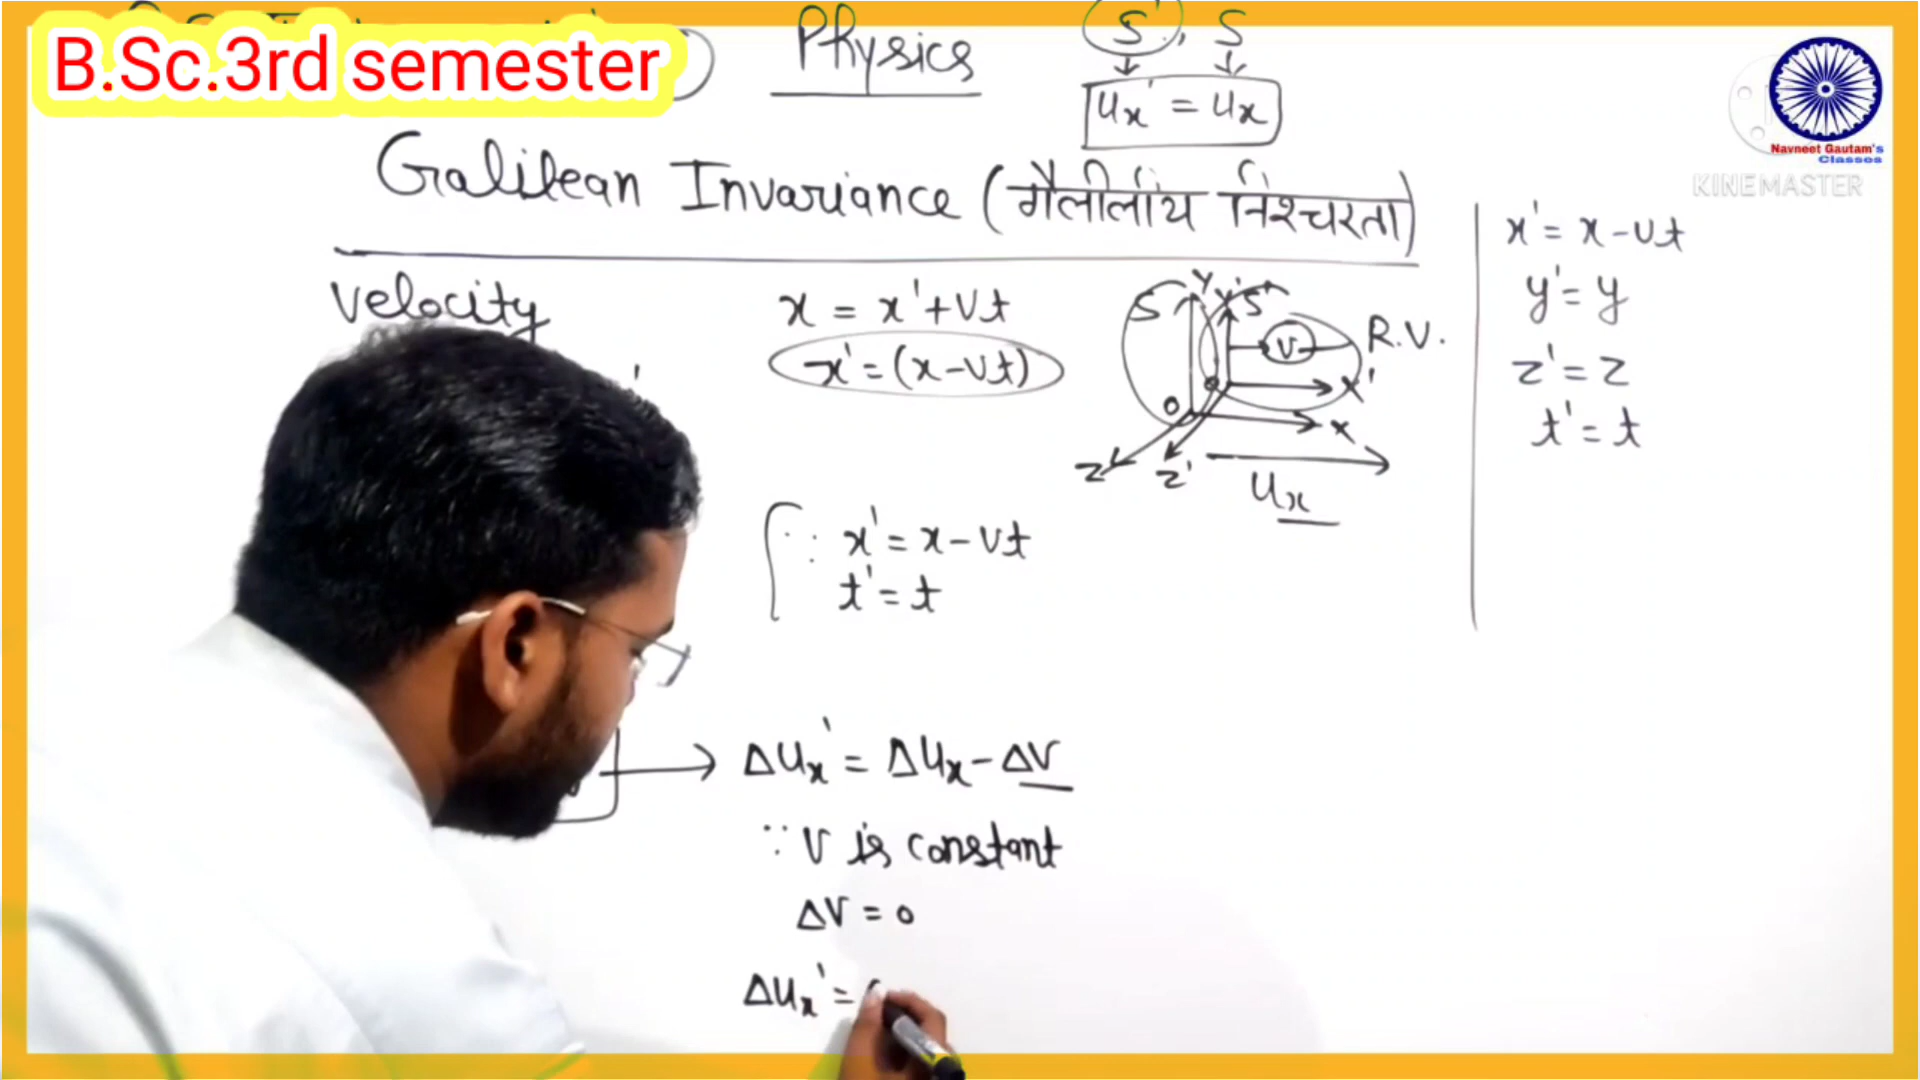 B.Sc.3rd semester
Physics
S', S
Ux' = Ux
Navneet Gautam's
Classes
KINEMASTER
Galilean Invariance (गैलीलीय निश्चरता)
Velocity
x = x' + Vt
x' = (x - Vt)
S Y Y' S'
V R.V.
O X'
O X
Z Z'
Ux
x' = x - Vt
y' = y
z' = z
t' = t
∵ x' = x - Vt
t' = t
ΔUx' = ΔUx - ΔV
∵ V is constant
ΔV = 0
ΔUx' =